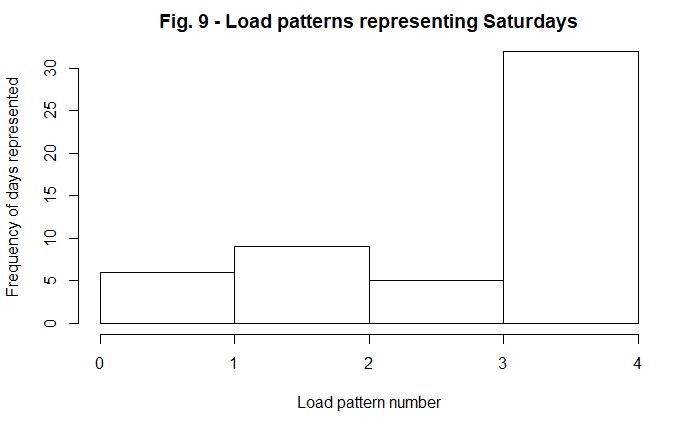 Fig. 9 - Load patterns representing Saturdays
Frequency of days represented
30
25
20
15
10
5
0
0 1 2 3 4
Load pattern number